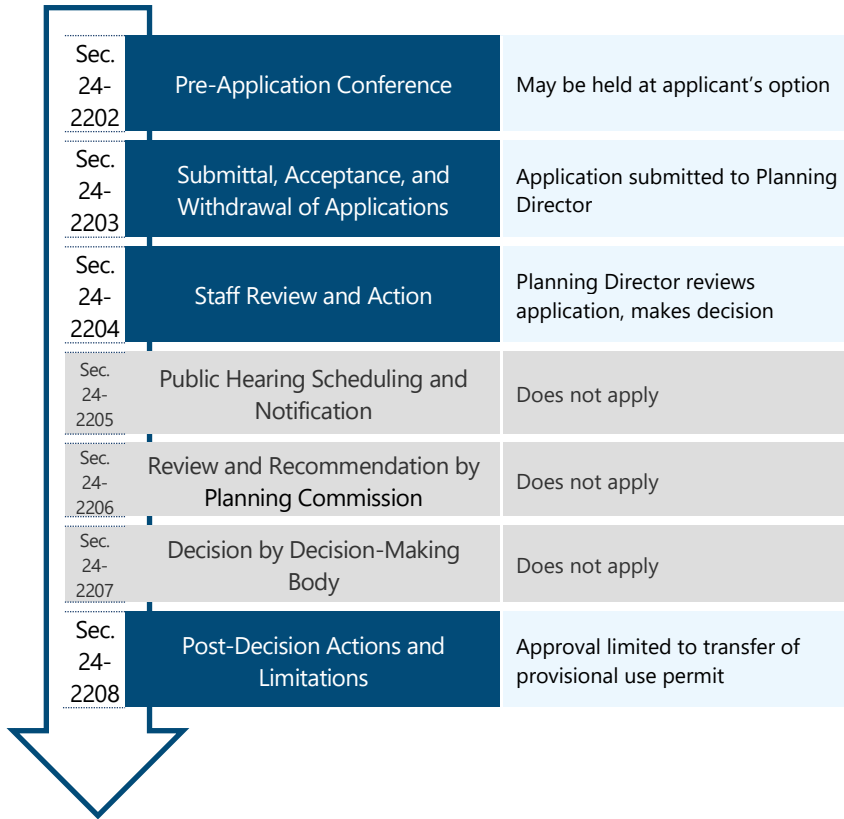 Sec.
24-
2202
Pre-Application Conference
May be held at applicant’s option
Sec.
24-
2203
Submittal, Acceptance, and
Withdrawal of Applications
Application submitted to Planning
Director
Sec.
24-
2204
Staff Review and Action
Planning Director reviews
application, makes decision
Sec.
24-
2205
Public Hearing Scheduling and
Notification
Does not apply
Sec.
24-
2206
Review and Recommendation by
Planning Commission
Does not apply
Sec.
24-
2207
Decision by Decision-Making
Body
Does not apply
Sec.
24-
2208
Post-Decision Actions and
Limitations
Approval limited to transfer of
provisional use permit